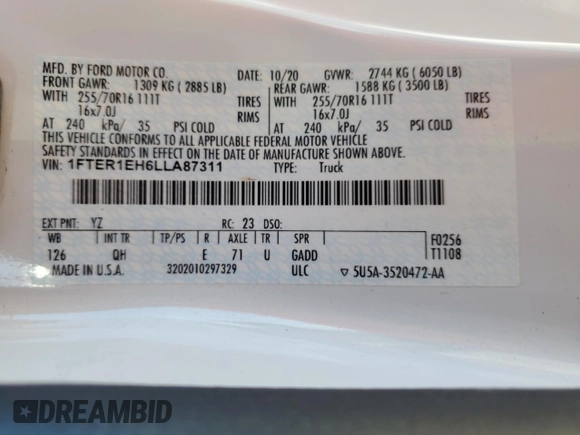 MFD. BY FORD MOTOR CO. DATE: 10/20 GVWR: 2744 KG (6050 LB)
FRONT GAWR: 1309 KG (2885 LB) REAR GAWR: 1588 KG (3500 LB)
WITH 255/70R16 111T TIRES WITH 255/70R16 111T TIRES
16x7.0J RIMS 16x7.0J RIMS
AT 240 kPa/ 35 PSI COLD AT 240 kPa/ 35 PSI COLD
THIS VEHICLE CONFORMS TO ALL APPLICABLE FEDERAL MOTOR VEHICLE
SAFETY STANDARDS IN EFFECT ON THE DATE OF MANUFACTURE SHOWN ABOVE.
VIN: 1FTER1EH6LLA87311 TYPE: Truck
EXT PNT: YZ RC: 23 DSO:
WB INT TR TP/PS R AXLE TR SPR F0256
126 QH E 71 U GADD T1108
MADE IN U.S.A. 3202010297329 ULC ▽ 5U5A-3520472-AA
DREAMBID